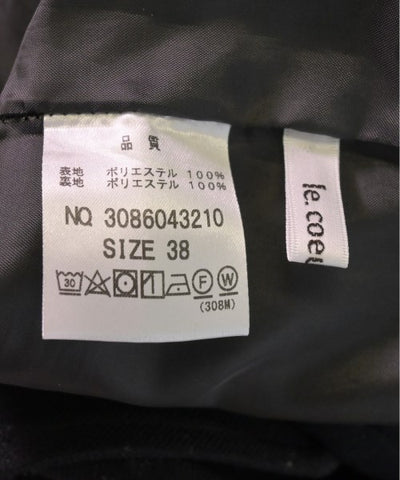 品質
表地 ポリエステル 100%
裏地 ポリエステル 100%
NO 3086043210
SIZE 38
30 F W
(308M)
le.coeu